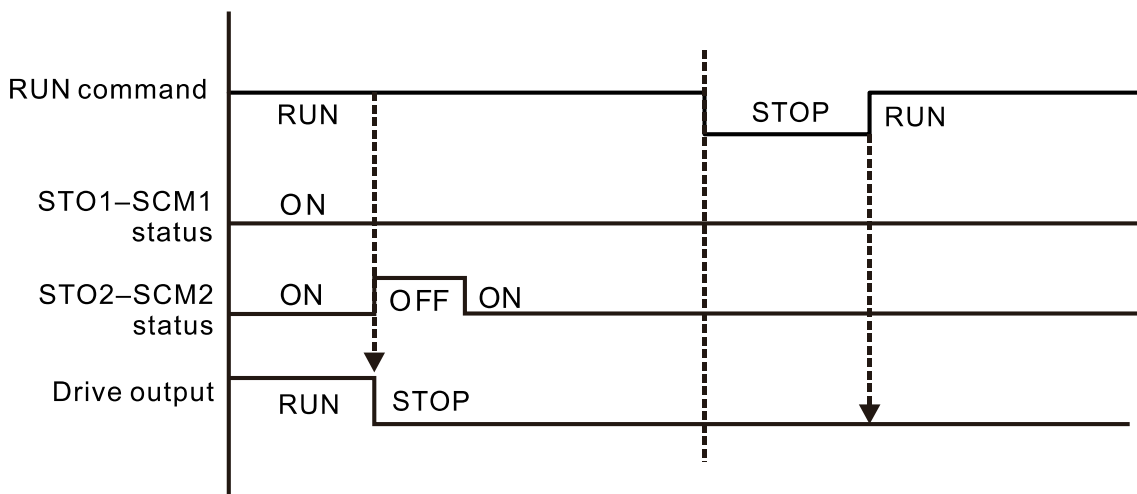 RUN command
RUN
STOP
RUN
STO1–SCM1
status
ON
STO2–SCM2
status
ON
OFF
ON
Drive output
RUN
STOP